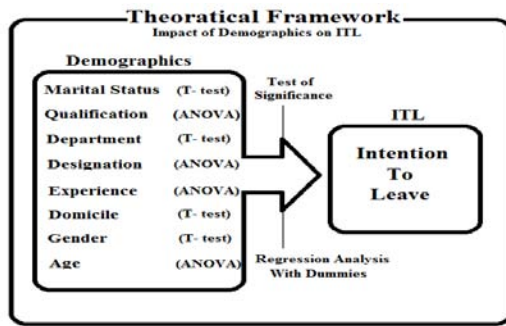 Theoratical Framework
Impact of Demographics on ITL
Demographics
Marital Status (T- test)
Qualification (ANOVA)
Department (T- test)
Designation (ANOVA)
Experience (ANOVA)
Domicile (T- test)
Gender (T- test)
Age (ANOVA)
Test of
Significance
Regression Analysis
With Dummies
ITL
Intention
To
Leave